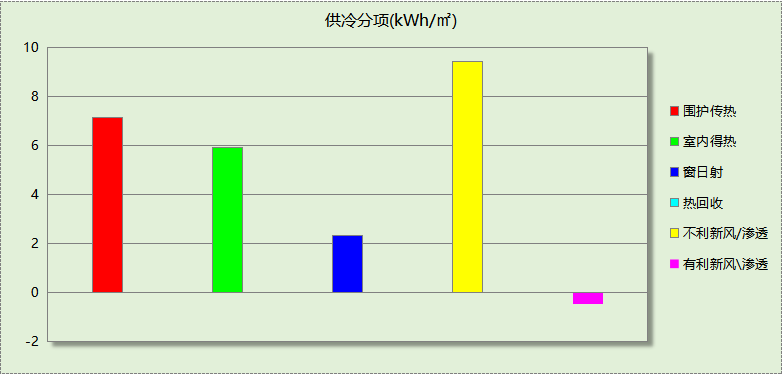 供冷分项(kWh/㎡)
10
8
6
4
2
0
-2
围护传热
室内得热
窗日射
热回收
不利新风/渗透
有利新风\渗透